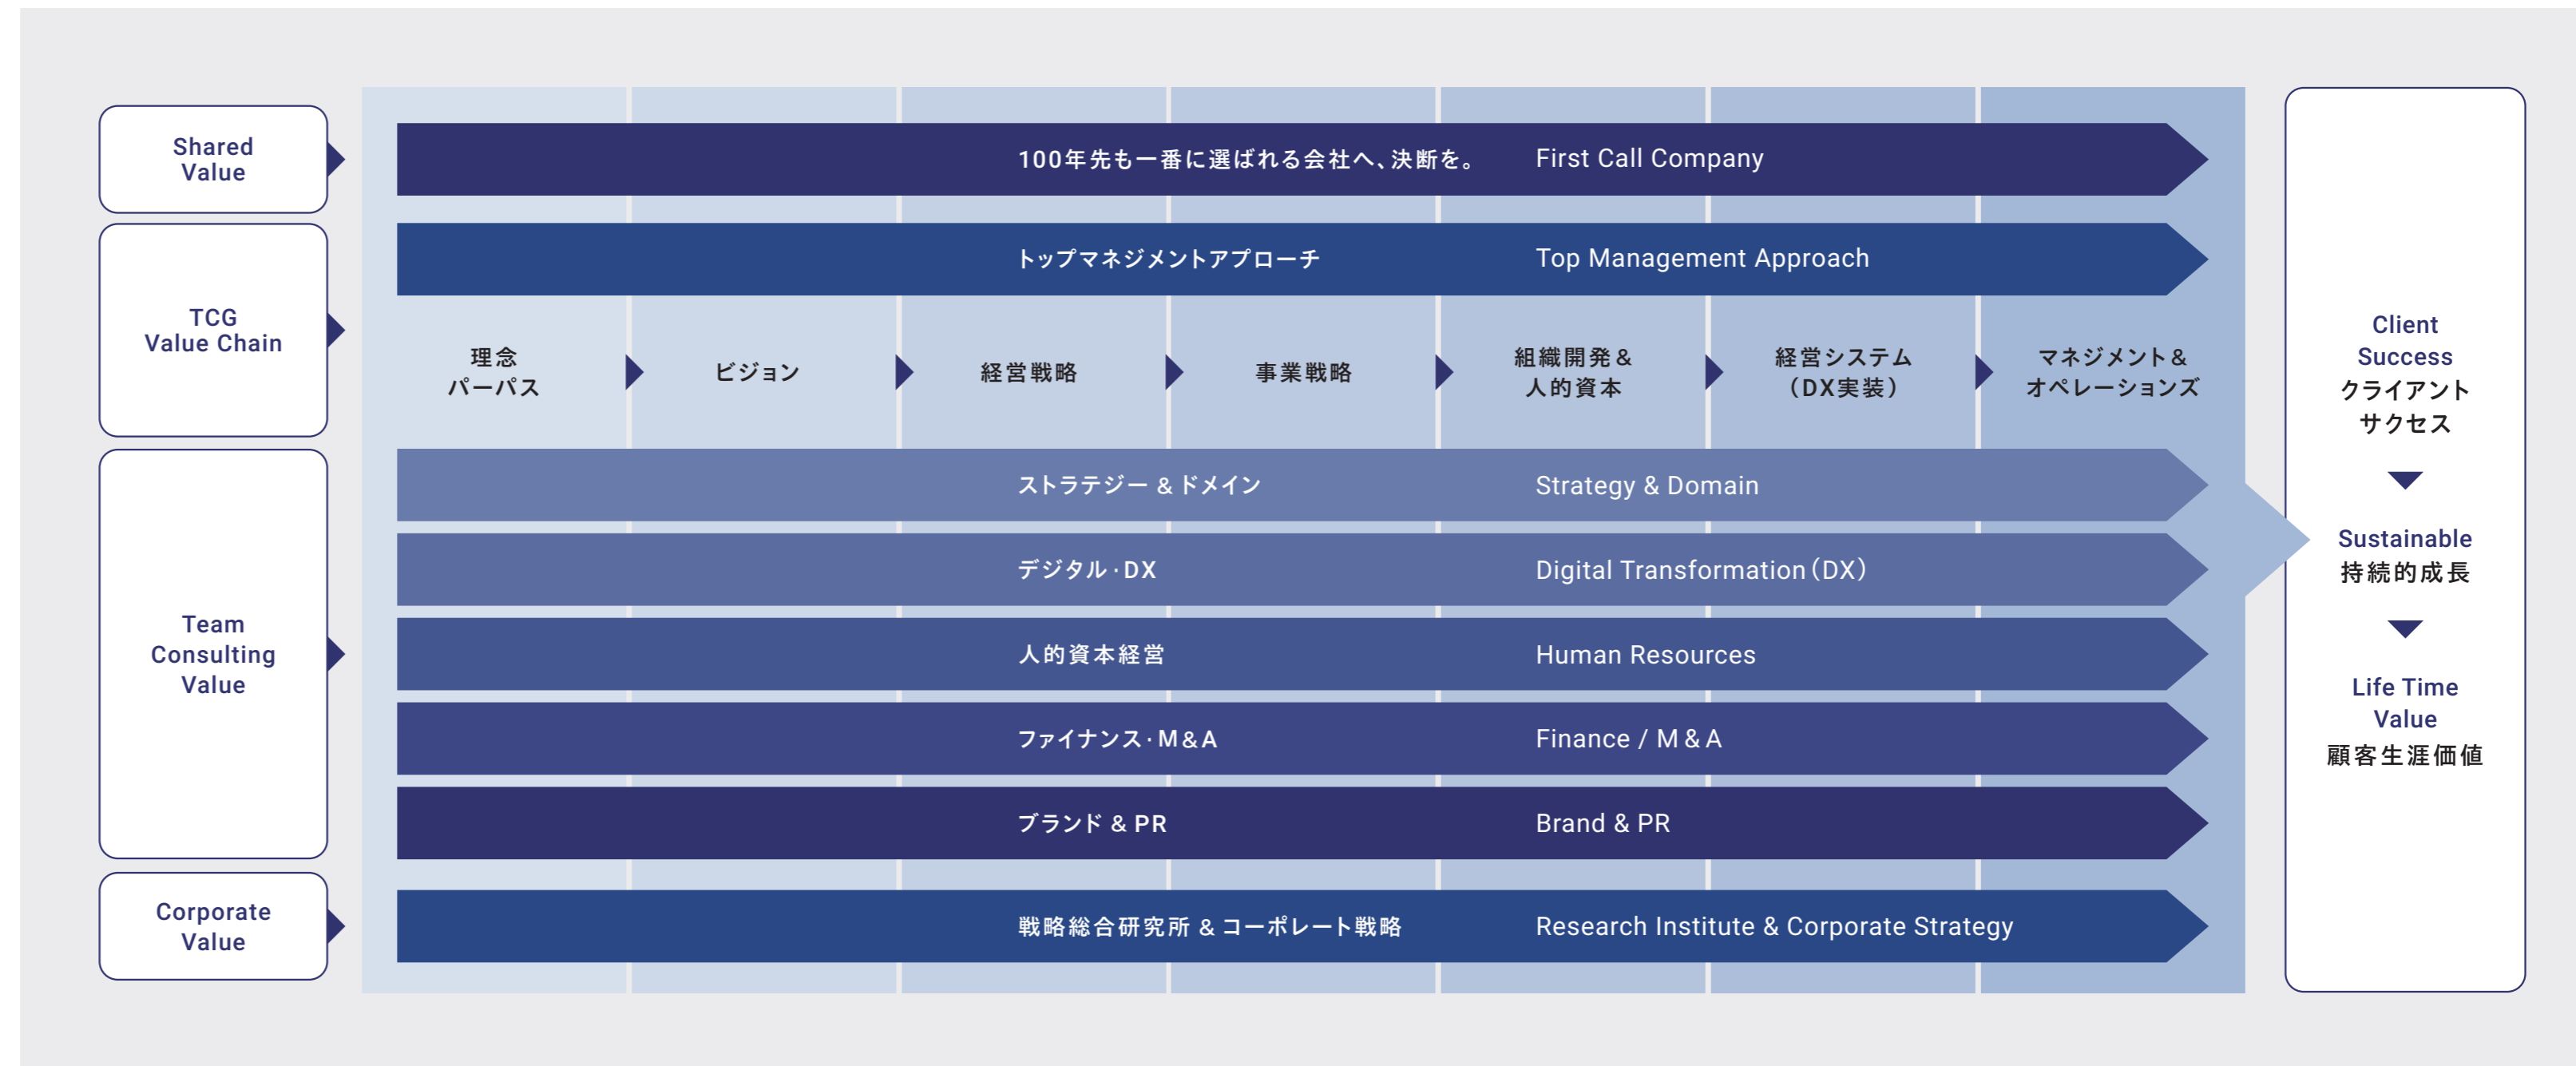 Shared
Value
100年先も一番に選ばれる会社へ、決断を。 First Call Company
TCG
Value Chain
トップマネジメントアプローチ Top Management Approach
理念
パーパス
ビジョン
経営戦略
事業戦略
組織開発&
人的資本
経営システム
（DX実装）
マネジメント&
オペレーションズ
Team
Consulting
Value
ストラテジー & ドメイン Strategy & Domain
デジタル・DX Digital Transformation（DX）
人的資本経営 Human Resources
ファイナンス・M&A Finance / M&A
ブランド & PR Brand & PR
Corporate
Value
戦略総合研究所 & コーポレート戦略 Research Institute & Corporate Strategy
Client
Success
クライアント
サクセス
Sustainable
持続的成長
Life Time
Value
顧客生涯価値